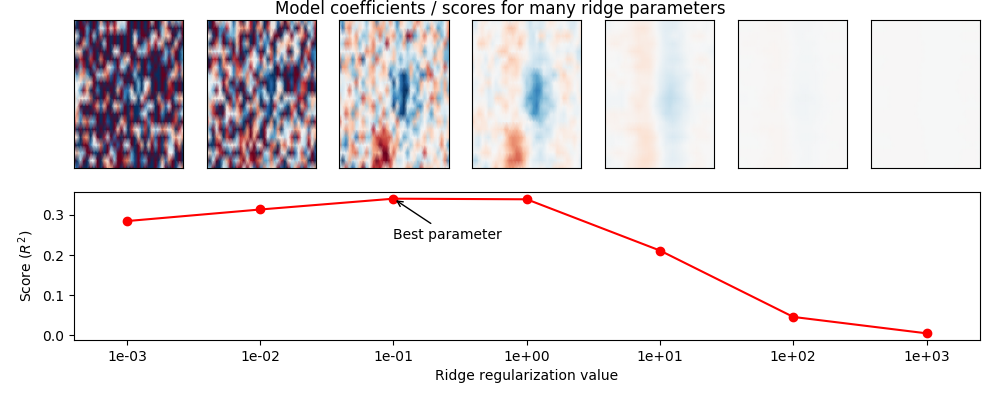 Model coefficients / scores for many ridge parameters
0.3
0.2
0.1
0.0
Score (R²)
Best parameter
1e-03 1e-02 1e-01 1e+00 1e+01 1e+02 1e+03
Ridge regularization value